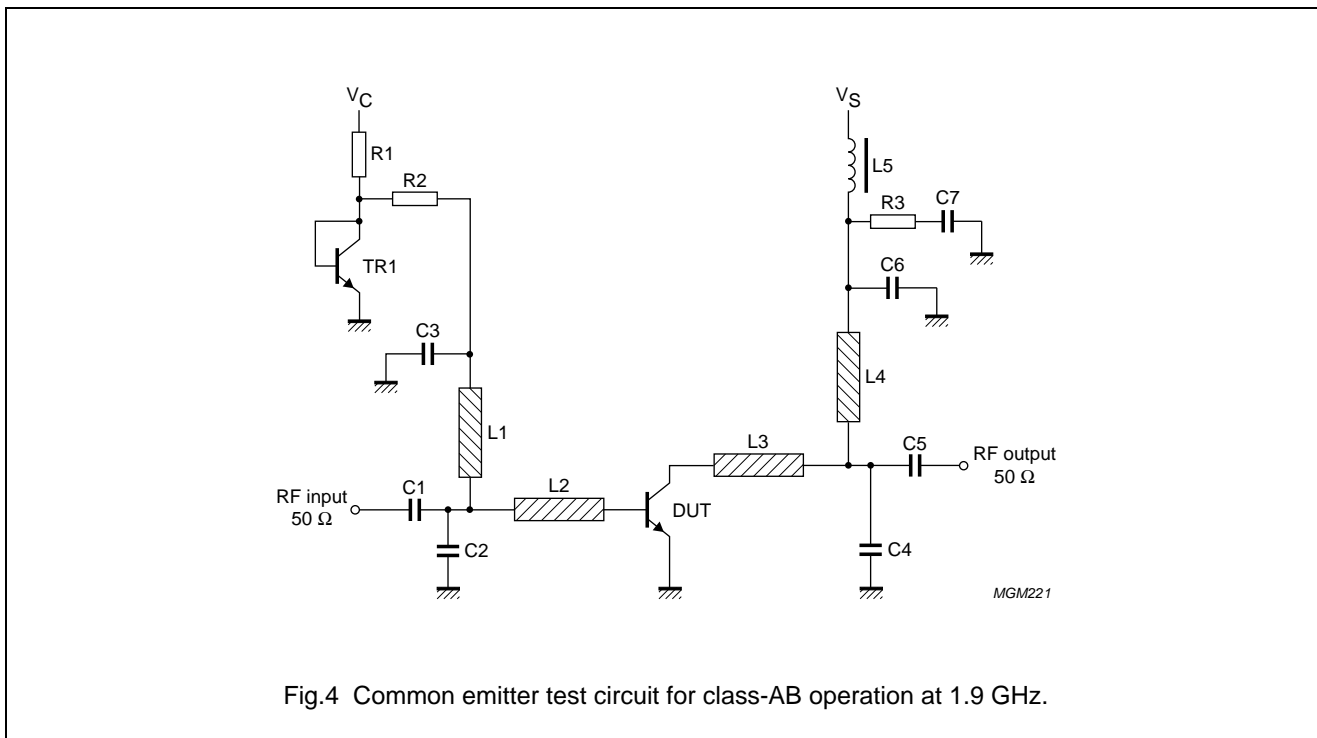 VC
VS
R1
L5
R2
R3
C7
TR1
C6
C3
L4
L1
L3
C5
RF output
50 Ω
RF input
50 Ω
C1
L2
DUT
C2
C4
MGM221
Fig.4 Common emitter test circuit for class-AB operation at 1.9 GHz.